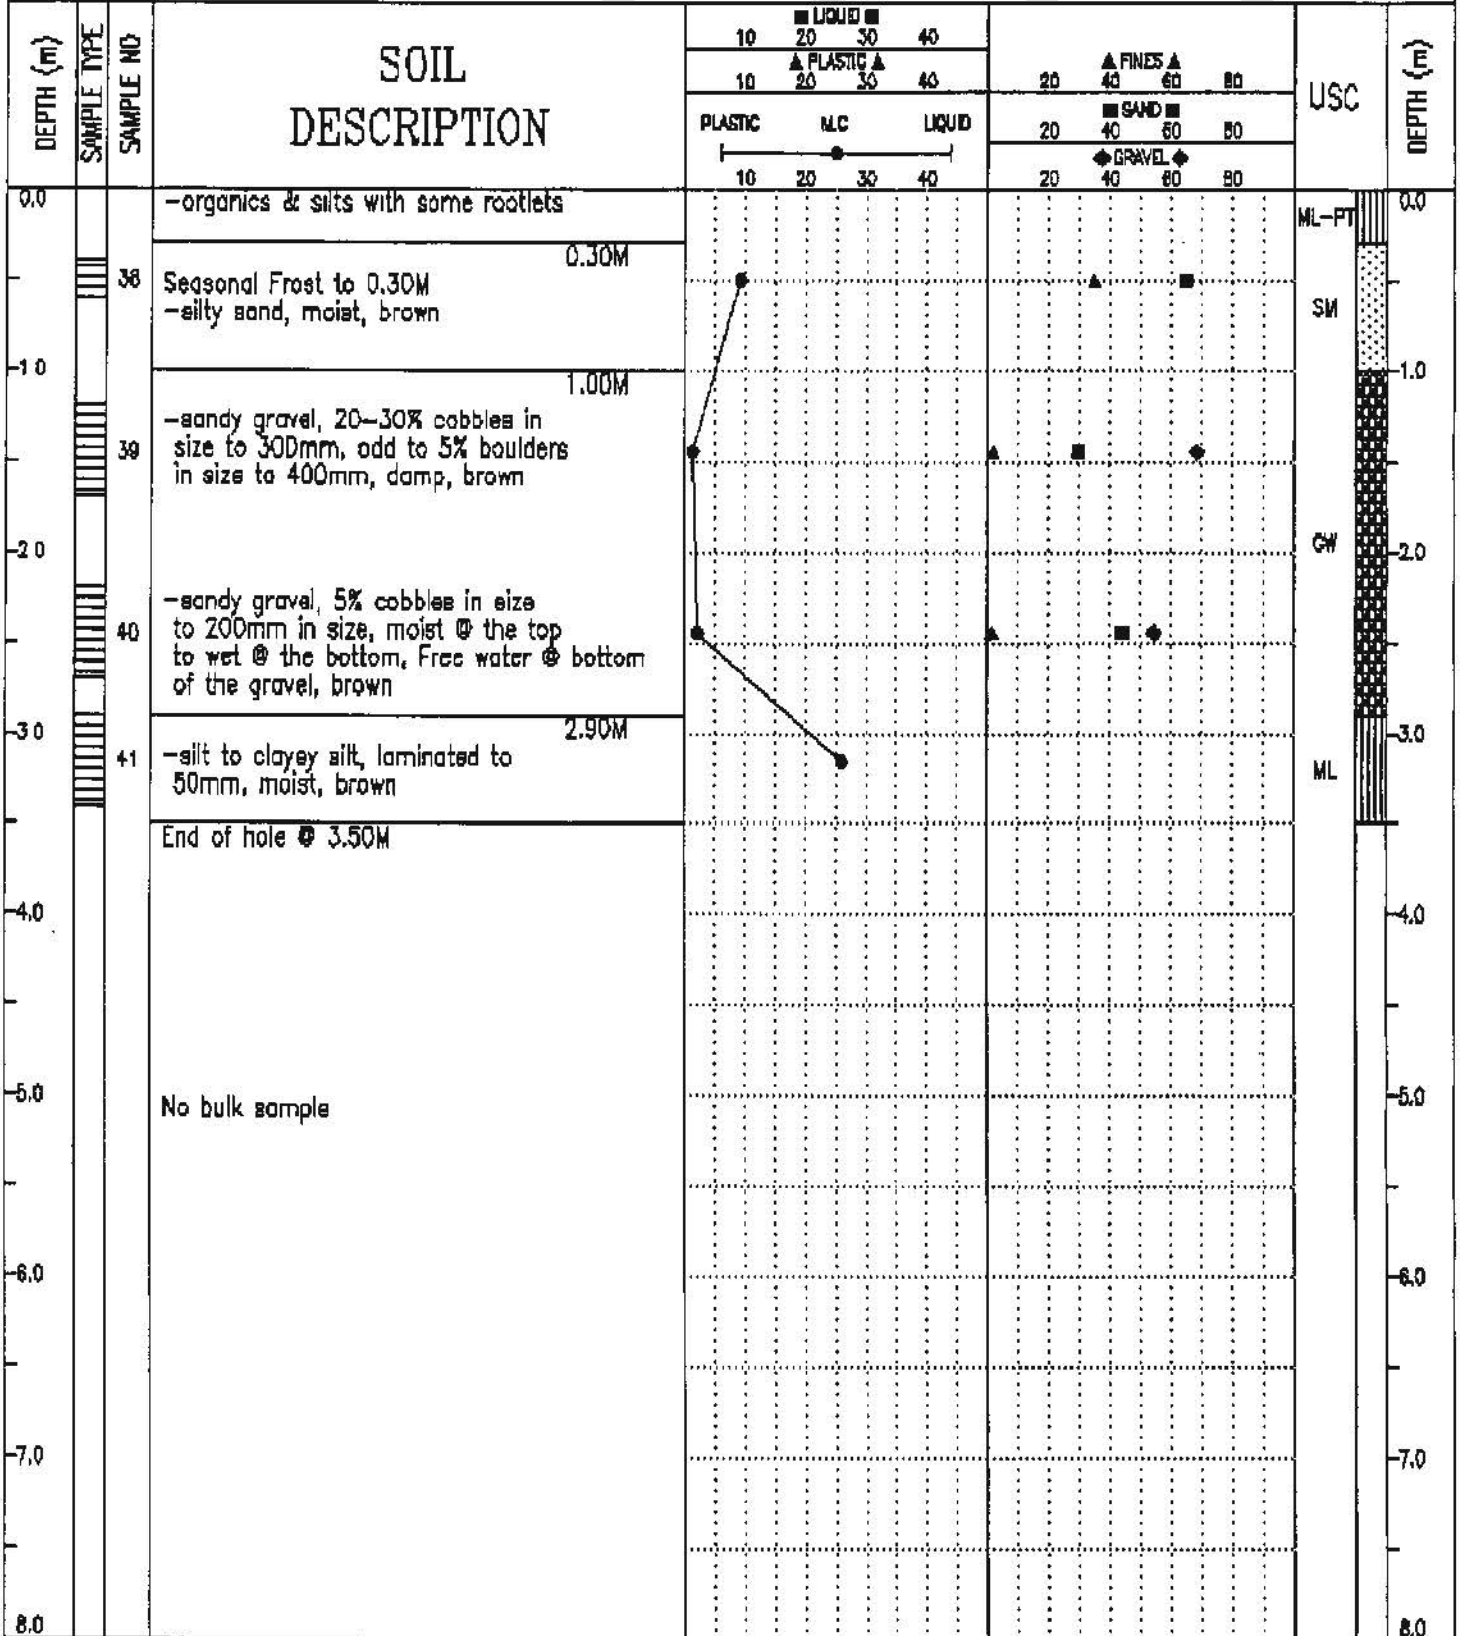 DEPTH (m)
SAMPLE TYPE
SAMPLE NO
SOIL
DESCRIPTION
■ LIQUID ■
10 20 30 40
▲ PLASTIC ▲
10 20 30 40
PLASTIC M.C LIQUID
10 20 30 40
▲ FINES ▲
20 40 60 80
■ SAND ■
20 40 60 80
◆ GRAVEL ◆
20 40 60 80
USC
DEPTH (m)
0.0
-organics & silts with some rootlets
ML-PT
0.0
0.30M
38
Seasonal Frost to 0.30M
-silty sand, moist, brown
SM
-1.0
1.0
1.00M
39
-sandy gravel, 20-30% cobbles in
size to 300mm, odd to 5% boulders
in size to 400mm, damp, brown
-2.0
GW
2.0
40
-sandy gravel, 5% cobbles in size
to 200mm in size, moist @ the top
to wet @ the bottom, Free water @ bottom
of the gravel, brown
-3.0
2.90M
3.0
41
-silt to clayey silt, laminated to
50mm, moist, brown
ML
End of hole @ 3.50M
-4.0
4.0
-5.0
No bulk sample
5.0
-6.0
6.0
-7.0
7.0
8.0
8.0